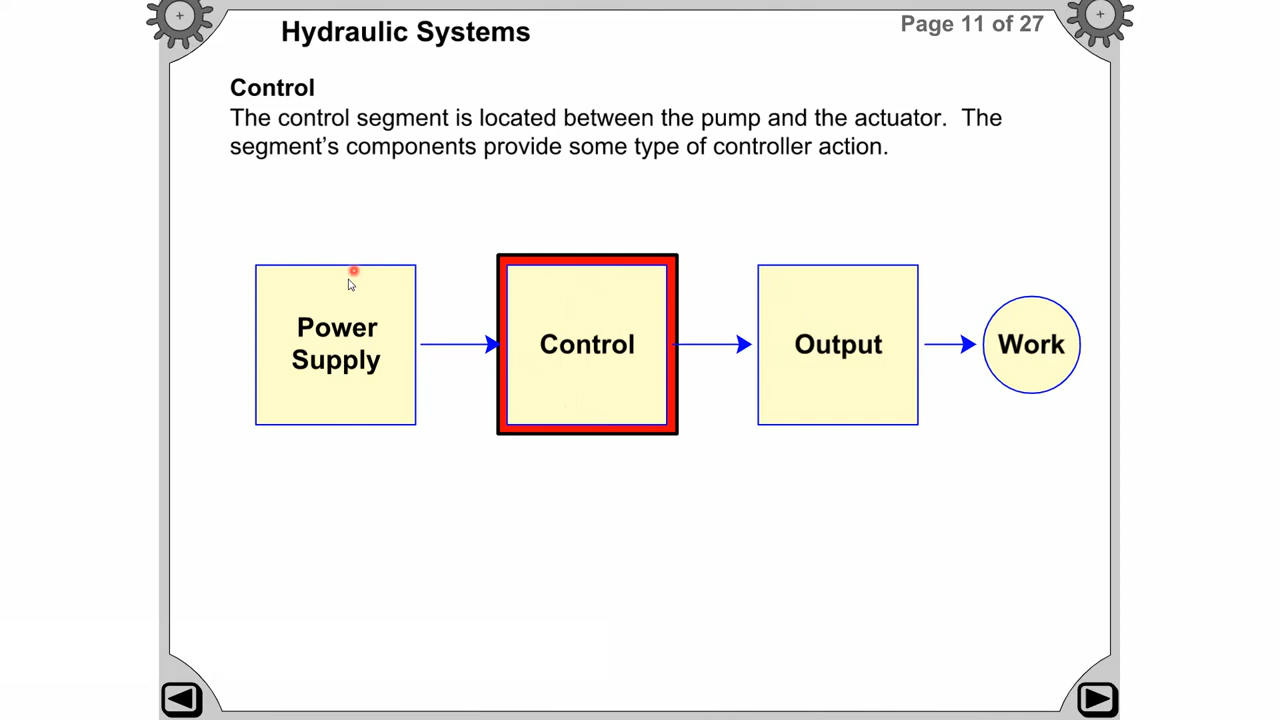 Hydraulic Systems
Page 11 of 27
Control
The control segment is located between the pump and the actuator.  The
segment's components provide some type of controller action.
Power
Supply
Control
Output
Work